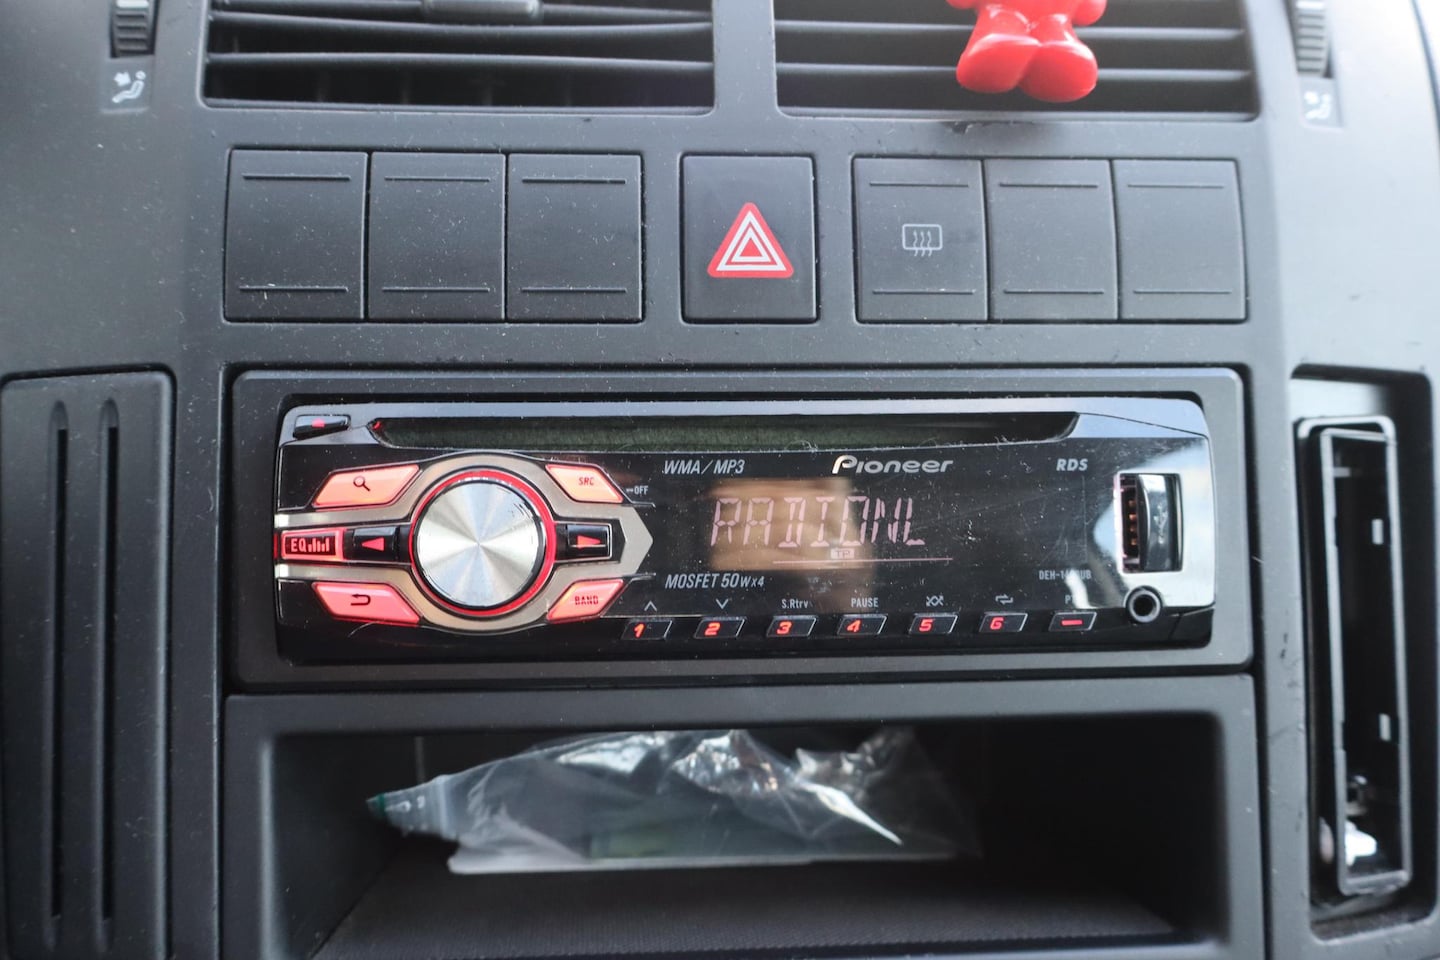 WMA/MP3
Pioneer
RDS
SRC
OFF
RADIONL
EQ
TP
MOSFET 50Wx4
BAND
S.Rtrv
PAUSE
1
2
3
4
5
6